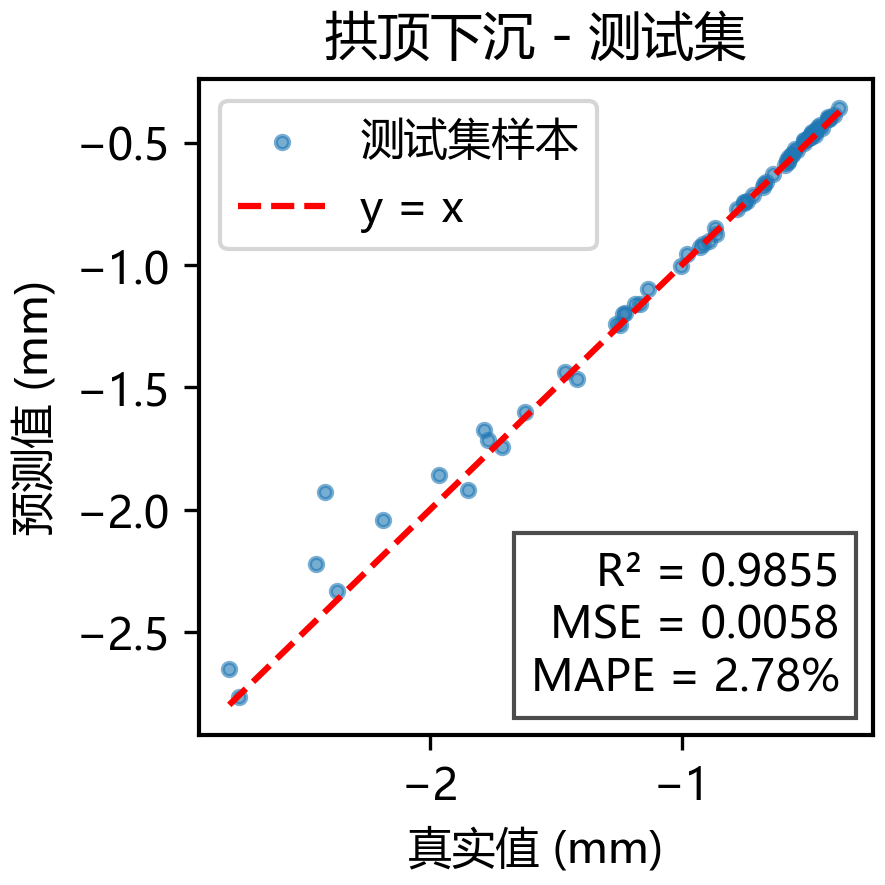 拱顶下沉 - 测试集
测试集样本
y = x
−0.5
−1.0
−1.5
−2.0
−2.5
预测值 (mm)
R² = 0.9855
MSE = 0.0058
MAPE = 2.78%
−2
−1
真实值 (mm)